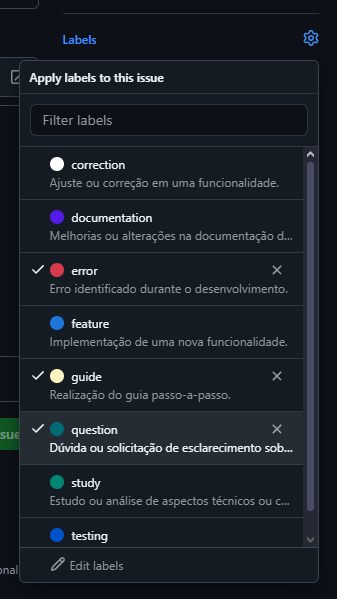 Labels
Apply labels to this issue
Filter labels
correction
Ajuste ou correção em uma funcionalidade.
documentation
Melhorias ou alterações na documentação d...
error
Erro identificado durante o desenvolvimento.
feature
Implementação de uma nova funcionalidade.
guide
Realização do guia passo-a-passo.
question
Dúvida ou solicitação de esclarecimento sob...
sue
study
Estudo ou análise de aspectos técnicos ou c...
testing
onal
Edit labels